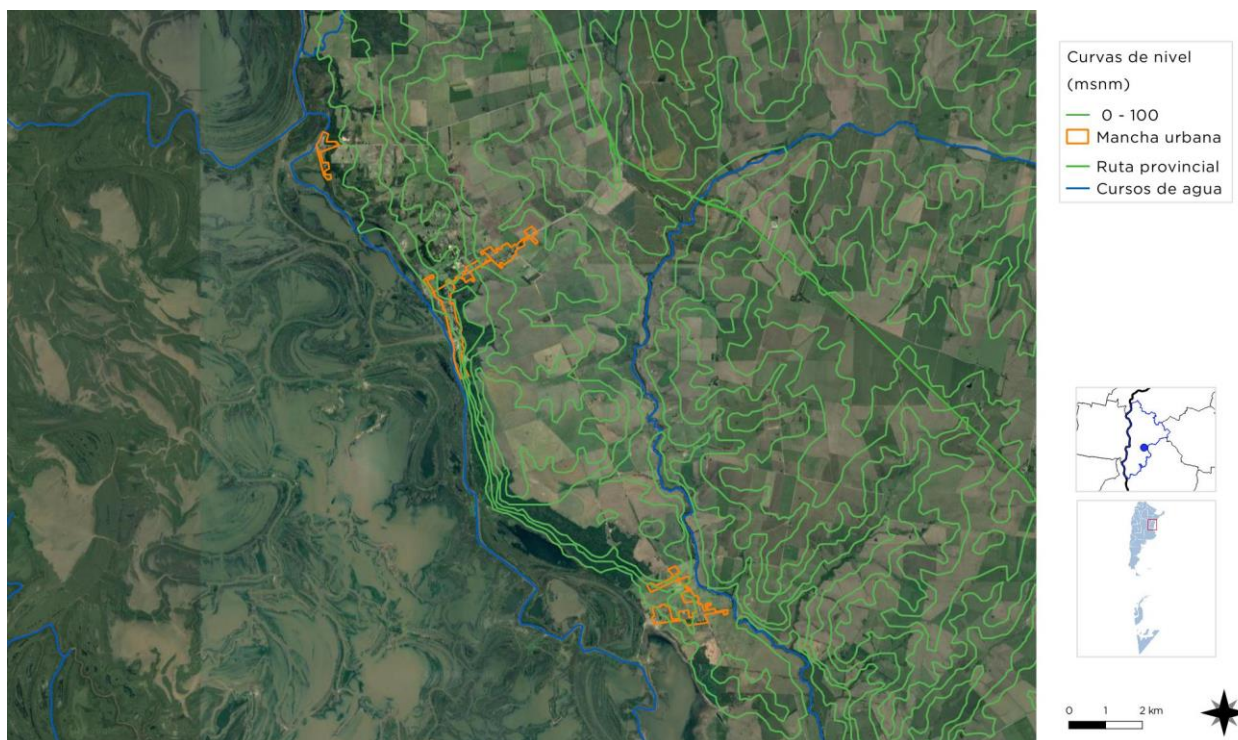 Curvas de nivel
(msnm)
0 - 100
Mancha urbana
Ruta provincial
Cursos de agua
0 1 2 km